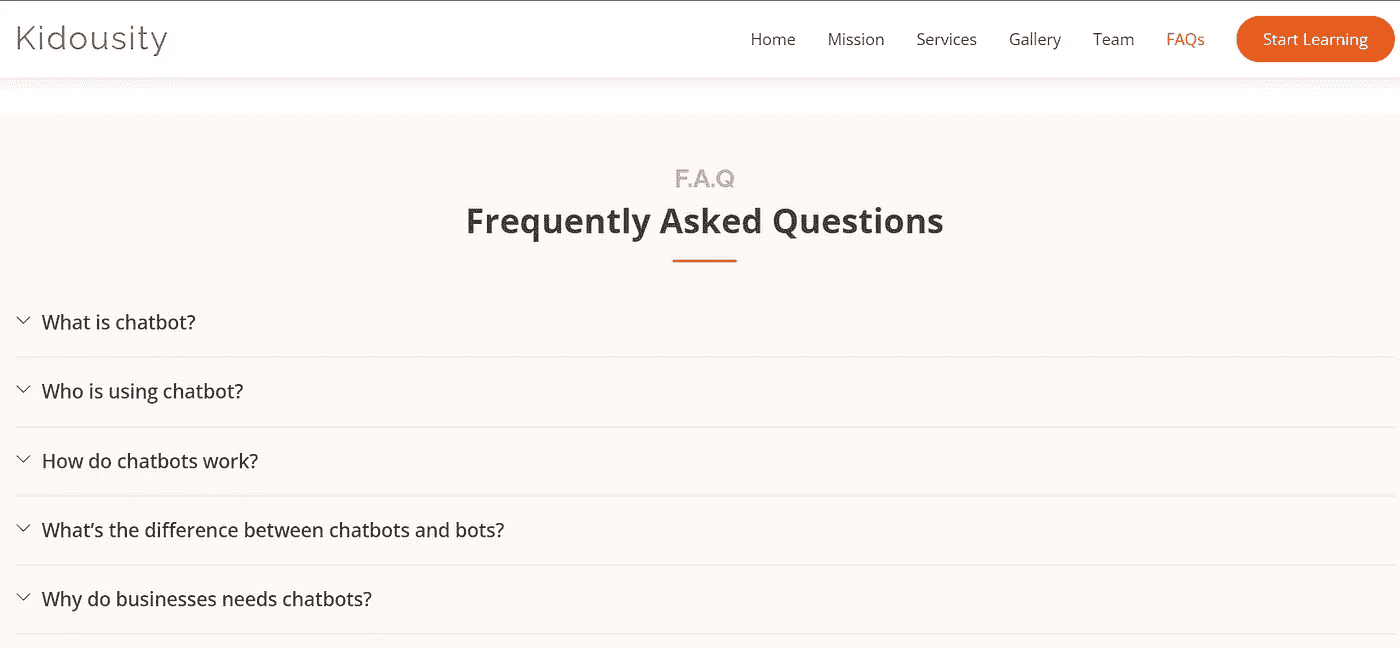 Kidousity
Home Mission Services Gallery Team FAQs Start Learning
F.A.Q
Frequently Asked Questions
What is chatbot?
Who is using chatbot?
How do chatbots work?
What’s the difference between chatbots and bots?
Why do businesses needs chatbots?